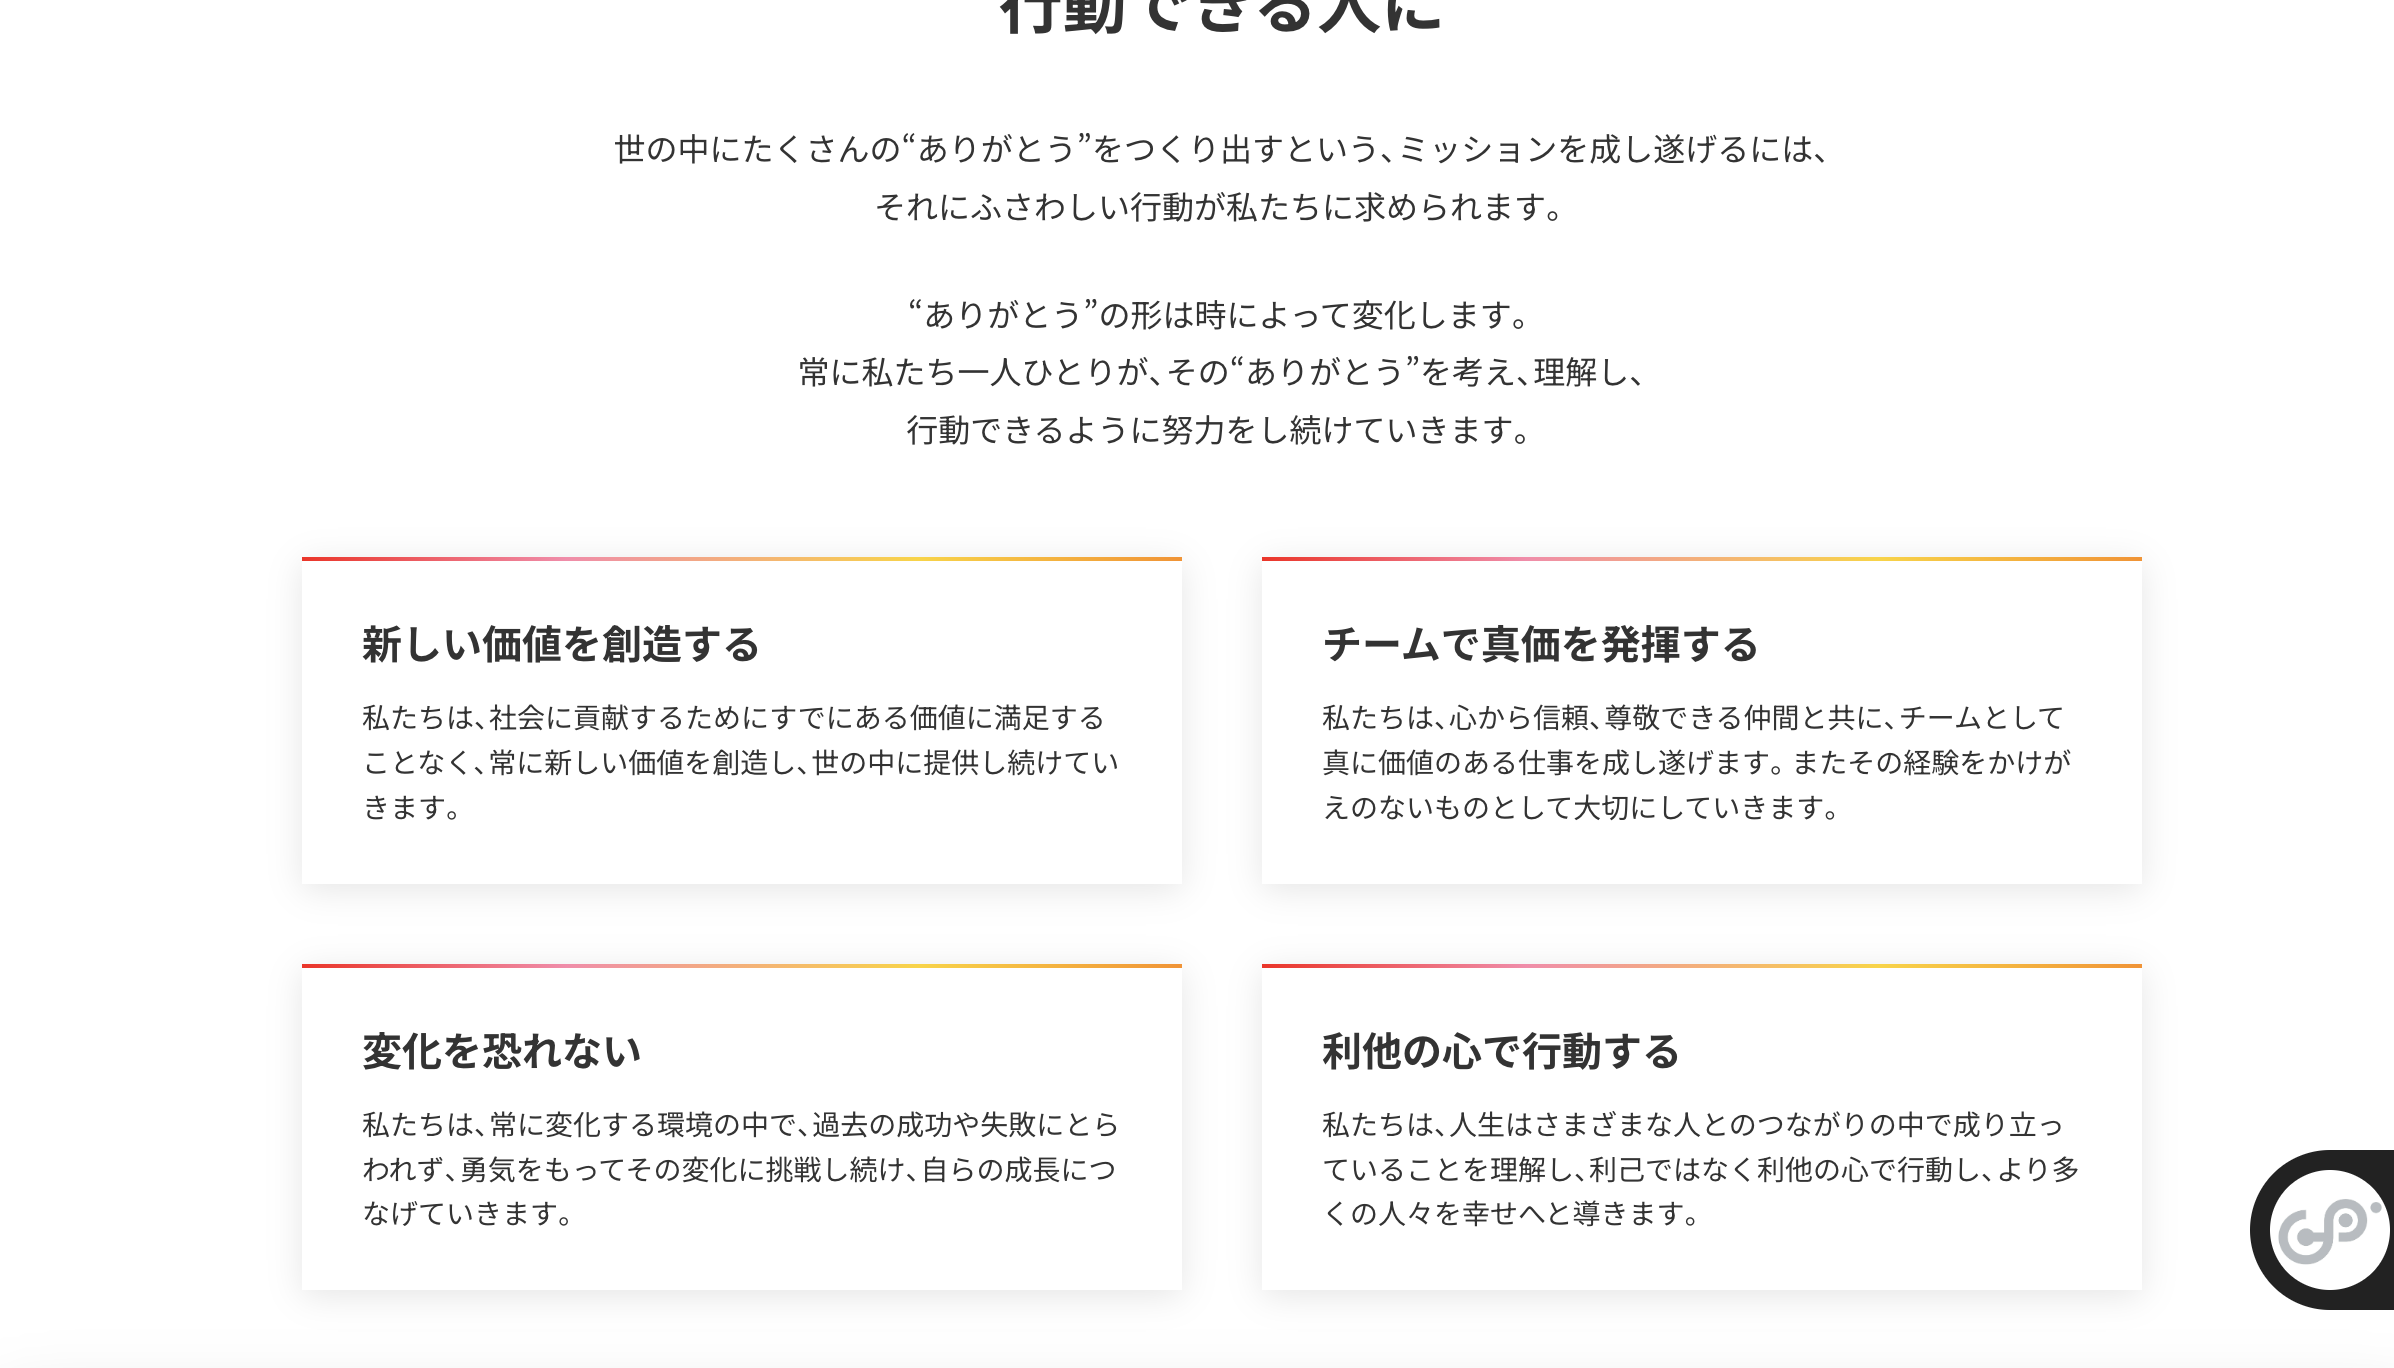 行動できる人に
世の中にたくさんの“ありがとう”をつくり出すという、ミッションを成し遂げるには、
それにふさわしい行動が私たちに求められます。
“ありがとう”の形は時によって変化します。
常に私たち一人ひとりが、その“ありがとう”を考え、理解し、
行動できるように努力をし続けていきます。
新しい価値を創造する
私たちは、社会に貢献するためにすでにある価値に満足する
ことなく、常に新しい価値を創造し、世の中に提供し続けてい
きます。
チームで真価を発揮する
私たちは、心から信頼、尊敬できる仲間と共に、チームとして
真に価値のある仕事を成し遂げます。またその経験をかけが
えのないものとして大切にしていきます。
変化を恐れない
私たちは、常に変化する環境の中で、過去の成功や失敗にとら
われず、勇気をもってその変化に挑戦し続け、自らの成長につ
なげていきます。
利他の心で行動する
私たちは、人生はさまざまな人とのつながりの中で成り立っ
ていることを理解し、利己ではなく利他の心で行動し、より多
くの人々を幸せへと導きます。